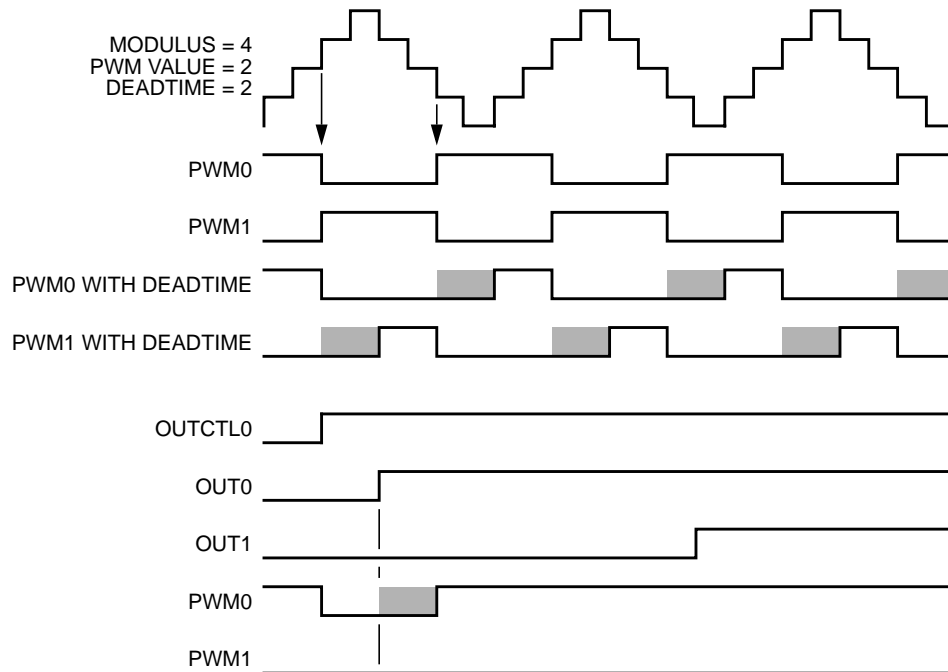 MODULUS = 4
PWM VALUE = 2
DEADTIME = 2
PWM0
PWM1
PWM0 WITH DEADTIME
PWM1 WITH DEADTIME
OUTCTL0
OUT0
OUT1
PWM0
PWM1